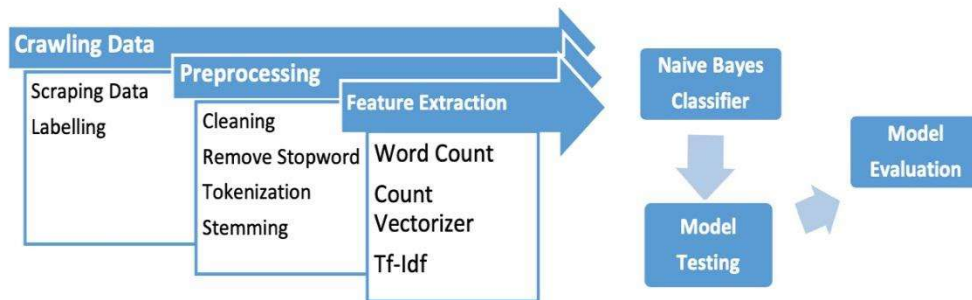 Crawling Data
Scraping Data
Labelling
Preprocessing
Cleaning
Remove Stopword
Tokenization
Stemming
Feature Extraction
Word Count
Count
Vectorizer
Tf-Idf
Naive Bayes
Classifier
Model
Testing
Model
Evaluation